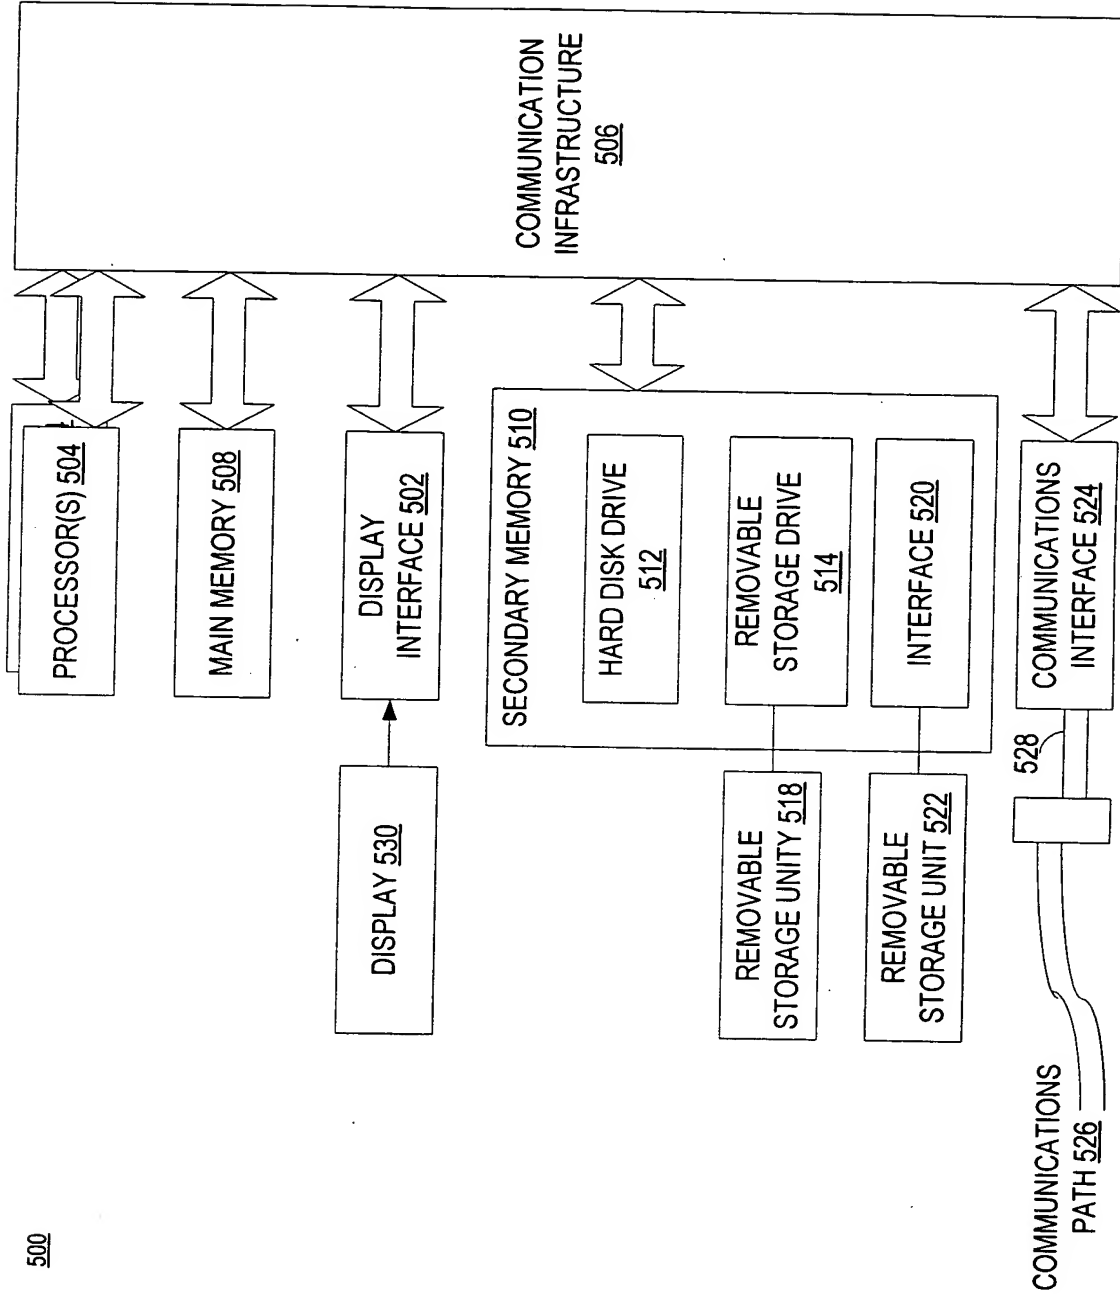 500
PROCESSOR(S) 504
MAIN MEMORY 508
DISPLAY
INTERFACE 502
DISPLAY 530
COMMUNICATION
INFRASTRUCTURE
506
SECONDARY MEMORY 510
HARD DISK DRIVE
512
REMOVABLE
STORAGE DRIVE
514
INTERFACE 520
REMOVABLE
STORAGE UNITY 518
REMOVABLE
STORAGE UNIT 522
COMMUNICATIONS
INTERFACE 524
528
COMMUNICATIONS
PATH 526